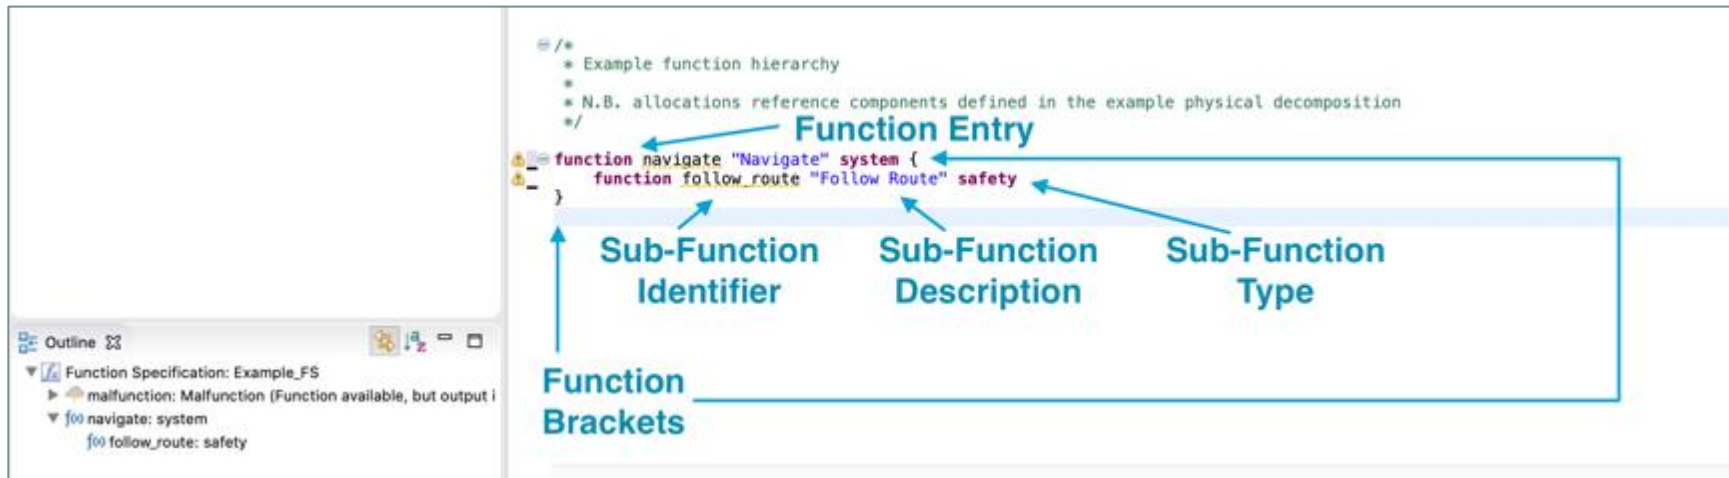 /*
* Example function hierarchy
*
* N.B. allocations reference components defined in the example physical decomposition
*/
Function Entry
function navigate "Navigate" system {
function follow_route "Follow Route" safety
}
Sub-Function Identifier
Sub-Function Description
Sub-Function Type
Function Brackets
Outline
Function Specification: Example_FS
malfunction: Malfunction (Function available, but output i
f(x) navigate: system
f(x) follow_route: safety